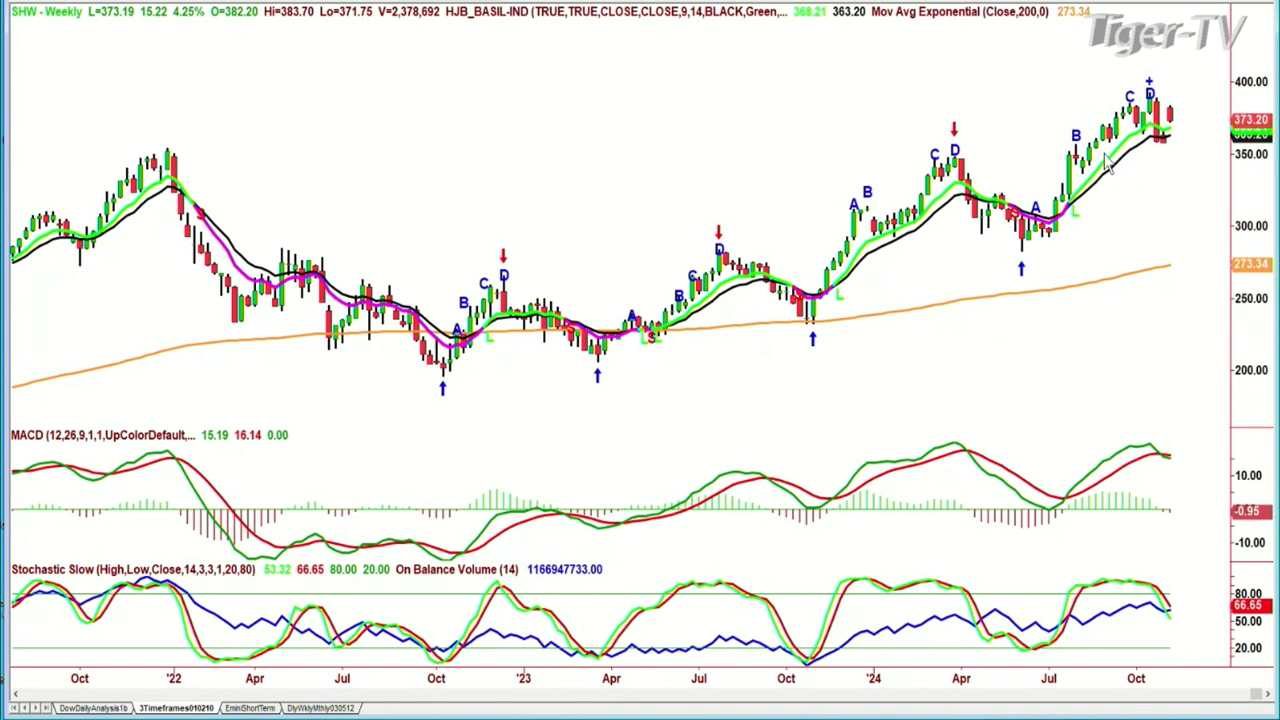 SHW - Weekly L=373.19 15.22 4.25% O=382.20 Hi=383.70 Lo=371.75 V=2,378,692 HJB_BASIL-IND (TRUE,TRUE,CLOSE,CLOSE,9,14,BLACK,Green,... 368.21 363.20 Mov Avg Exponential (Close,200,0) 273.34
Tiger-TV
400.00
+
C D
373.20
B
350.00
C D
B
A
A
S
S
L
300.00
D
273.34
C D
C
B
B
L
250.00
A
A
S
S
L
L S L
200.00
MACD (12,26,9,1,1,UpColorDefault,... 15.19 16.14 0.00
10.00
-0.95
-10.00
Stochastic Slow (High,Low,Close,14,3,3,1,20,80) 53.32 66.65 80.00 20.00 On Balance Volume (14) 1166947733.00
80.00
66.65
50.00
20.00
Oct '22 Apr Jul Oct '23 Apr Jul Oct '24 Apr Jul Oct
DowDailyAnalysis1b 3Timeframes010210 EminiShortTerm DlyWklyMthly030512